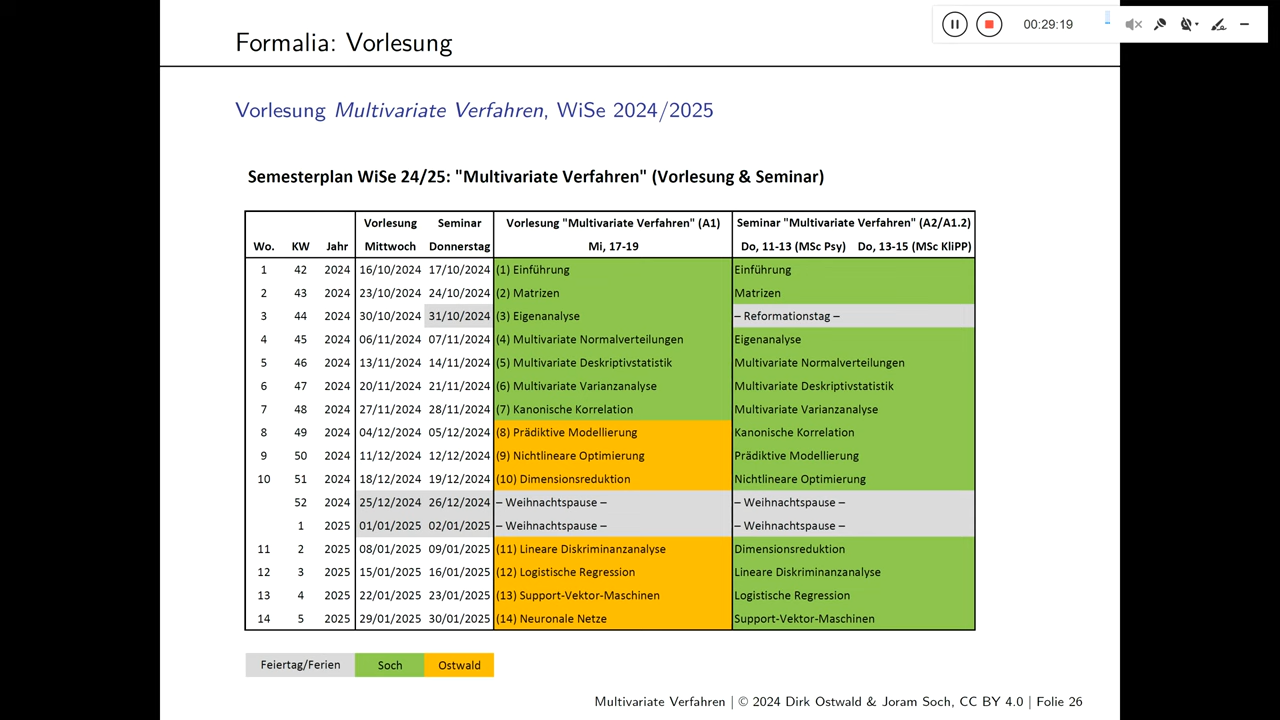 Formalia: Vorlesung
00:29:19
Vorlesung Multivariate Verfahren, WiSe 2024/2025
Semesterplan WiSe 24/25: "Multivariate Verfahren" (Vorlesung & Seminar)
Vorlesung Seminar Vorlesung "Multivariate Verfahren" (A1) Seminar "Multivariate Verfahren" (A2/A1.2)
Wo. KW Jahr Mittwoch Donnerstag Mi, 17-19 Do, 11-13 (MSc Psy) Do, 13-15 (MSc KliPP)
1 42 2024 16/10/2024 17/10/2024 (1) Einführung Einführung
2 43 2024 23/10/2024 24/10/2024 (2) Matrizen Matrizen
3 44 2024 30/10/2024 31/10/2024 (3) Eigenanalyse – Reformationstag –
4 45 2024 06/11/2024 07/11/2024 (4) Multivariate Normalverteilungen Eigenanalyse
5 46 2024 13/11/2024 14/11/2024 (5) Multivariate Deskriptivstatistik Multivariate Normalverteilungen
6 47 2024 20/11/2024 21/11/2024 (6) Multivariate Varianzanalyse Multivariate Deskriptivstatistik
7 48 2024 27/11/2024 28/11/2024 (7) Kanonische Korrelation Multivariate Varianzanalyse
8 49 2024 04/12/2024 05/12/2024 (8) Prädiktive Modellierung Kanonische Korrelation
9 50 2024 11/12/2024 12/12/2024 (9) Nichtlineare Optimierung Prädiktive Modellierung
10 51 2024 18/12/2024 19/12/2024 (10) Dimensionsreduktion Nichtlineare Optimierung
52 2024 25/12/2024 26/12/2024 – Weihnachtspause – – Weihnachtspause –
1 2025 01/01/2025 02/01/2025 – Weihnachtspause – – Weihnachtspause –
11 2 2025 08/01/2025 09/01/2025 (11) Lineare Diskriminanzanalyse Dimensionsreduktion
12 3 2025 15/01/2025 16/01/2025 (12) Logistische Regression Lineare Diskriminanzanalyse
13 4 2025 22/01/2025 23/01/2025 (13) Support-Vektor-Maschinen Logistische Regression
14 5 2025 29/01/2025 30/01/2025 (14) Neuronale Netze Support-Vektor-Maschinen
Feiertag/Ferien Soch Ostwald
Multivariate Verfahren | © 2024 Dirk Ostwald & Joram Soch, CC BY 4.0 | Folie 26